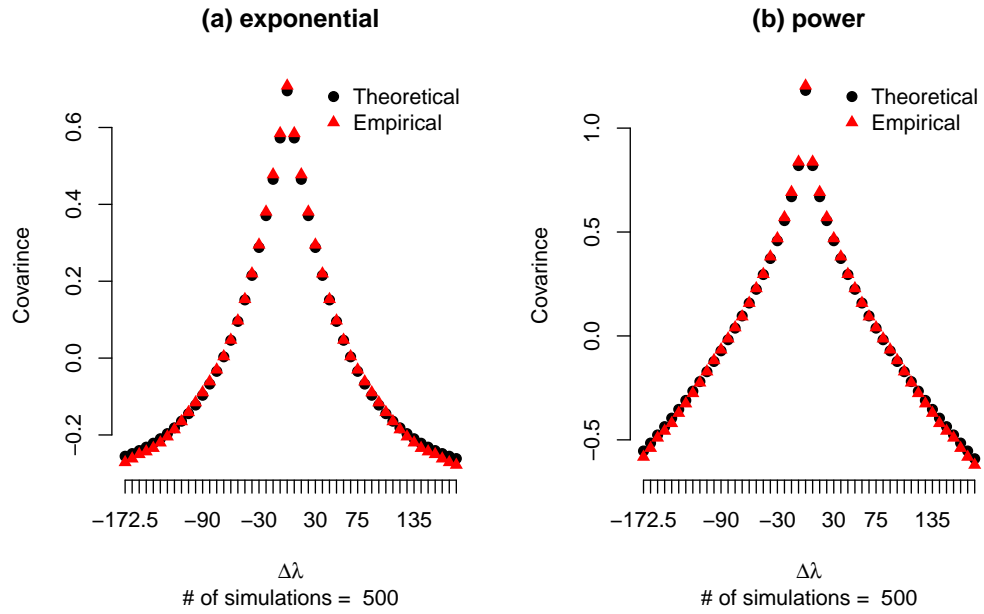 (a) exponential
Theoretical
Empirical
Covarince
0.6
0.4
0.2
0.0
−0.2
−172.5 −90 −30 30 75 135
Δλ
# of simulations = 500
(b) power
Theoretical
Empirical
Covarince
1.0
0.5
0.0
−0.5
−172.5 −90 −30 30 75 135
Δλ
# of simulations = 500